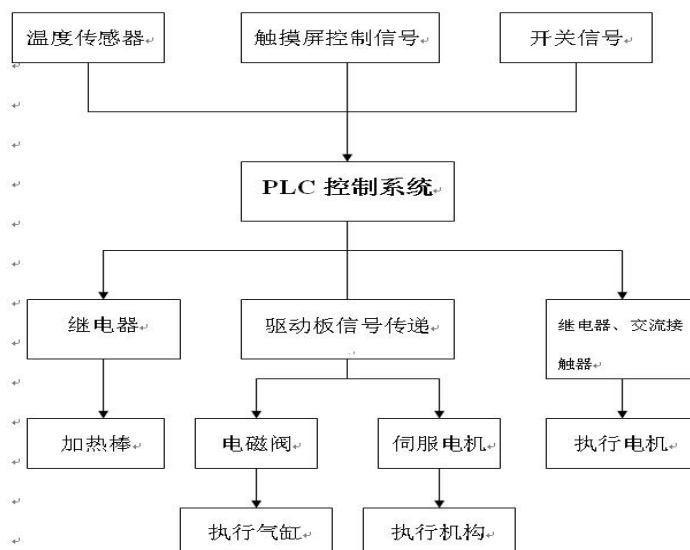 温度传感器
触摸屏控制信号
开关信号
PLC 控制系统
继电器
驱动板信号传递
继电器、交流接
触器
加热棒
电磁阀
伺服电机
执行电机
执行气缸
执行机构